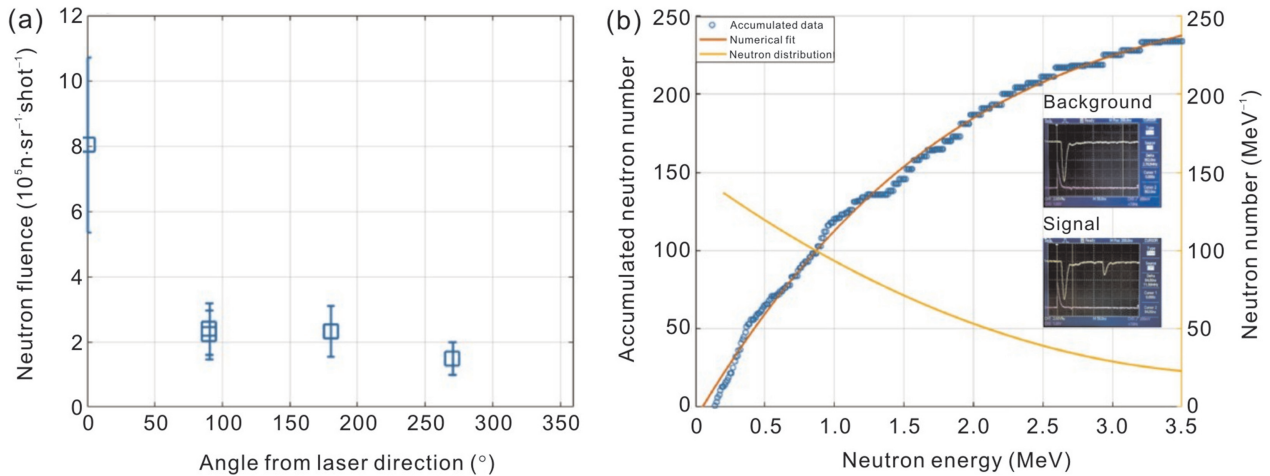 (a)
12
10
8
6
4
2
0
0 50 100 150 200 250 300 350
Neutron fluence (10⁵n·sr⁻¹·shot⁻¹)
Angle from laser direction (°)
(b)
250
200
150
100
50
0
Accumulated neutron number
Accumulated data
Numerical fit
Neutron distribution
Background
Signal
250
200
150
100
50
0
Neutron number (MeV⁻¹)
0 0.5 1.0 1.5 2.0 2.5 3.0 3.5
Neutron energy (MeV)